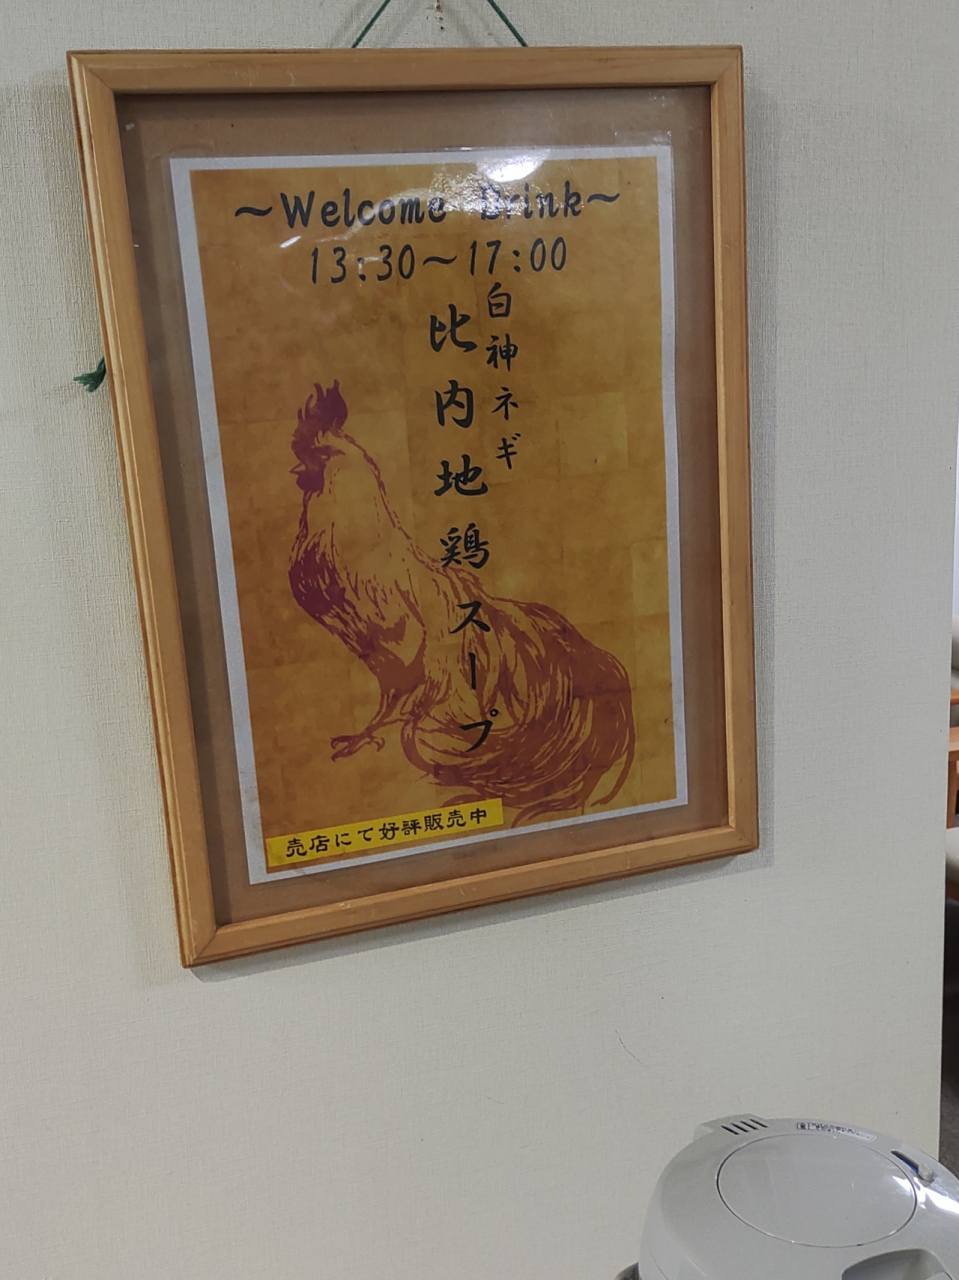 ～Welcome Drink～
13:30～17:00
白神ネギ
比内地鶏スープ
売店にて好評販売中